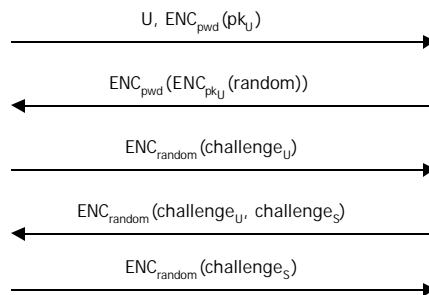 U, ENC_pwd(pk_U)
ENC_pwd(ENC_pk_U(random))
ENC_random(challenge_U)
ENC_random(challenge_U, challenge_S)
ENC_random(challenge_S)